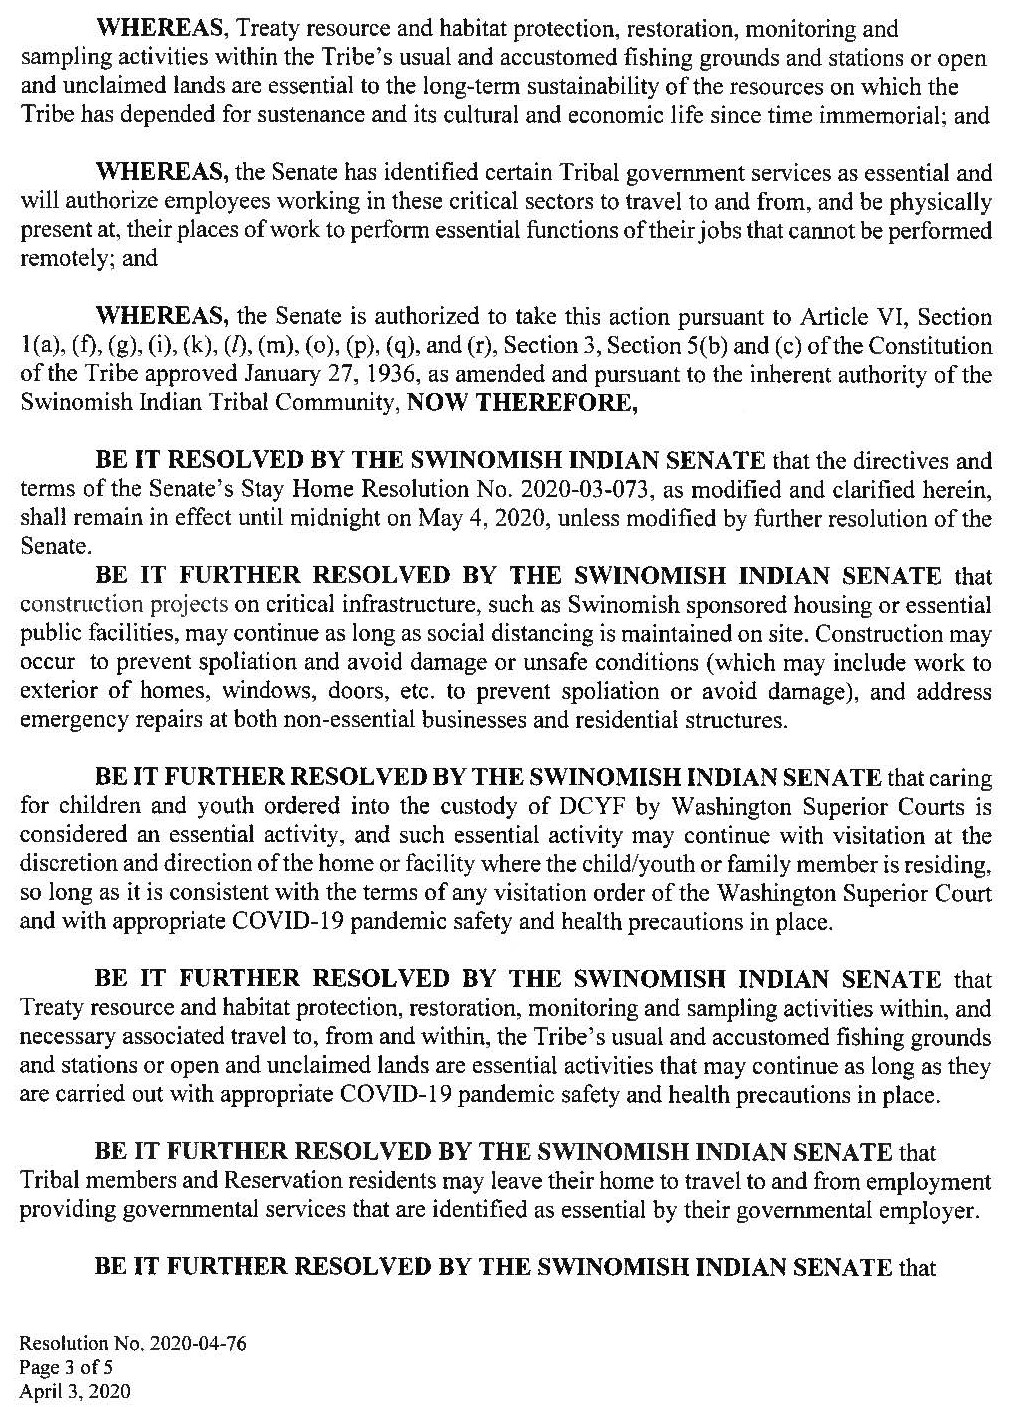 WHEREAS, Treaty resource and habitat protection, restoration, monitoring and
sampling activities within the Tribe's usual and accustomed fishing grounds and stations or open
and unclaimed lands are essential to the long-term sustainability of the resources on which the
Tribe has depended for sustenance and its cultural and economic life since time immemorial; and
WHEREAS, the Senate has identified certain Tribal government services as essential and
will authorize employees working in these critical sectors to travel to and from, and be physically
present at, their places of work to perform essential functions of their jobs that cannot be performed
remotely; and
WHEREAS, the Senate is authorized to take this action pursuant to Article VI, Section
1(a), (f), (g), (i), (k), (l), (m), (o), (p), (q), and (r), Section 3, Section 5(b) and (c) of the Constitution
of the Tribe approved January 27, 1936, as amended and pursuant to the inherent authority of the
Swinomish Indian Tribal Community, NOW THEREFORE,
BE IT RESOLVED BY THE SWINOMISH INDIAN SENATE that the directives and
terms of the Senate's Stay Home Resolution No. 2020-03-073, as modified and clarified herein,
shall remain in effect until midnight on May 4, 2020, unless modified by further resolution of the
Senate.
BE IT FURTHER RESOLVED BY THE SWINOMISH INDIAN SENATE that
construction projects on critical infrastructure, such as Swinomish sponsored housing or essential
public facilities, may continue as long as social distancing is maintained on site. Construction may
occur to prevent spoliation and avoid damage or unsafe conditions (which may include work to
exterior of homes, windows, doors, etc. to prevent spoliation or avoid damage), and address
emergency repairs at both non-essential businesses and residential structures.
BE IT FURTHER RESOLVED BY THE SWINOMISH INDIAN SENATE that caring
for children and youth ordered into the custody of DCYF by Washington Superior Courts is
considered an essential activity, and such essential activity may continue with visitation at the
discretion and direction of the home or facility where the child/youth or family member is residing,
so long as it is consistent with the terms of any visitation order of the Washington Superior Court
and with appropriate COVID-19 pandemic safety and health precautions in place.
BE IT FURTHER RESOLVED BY THE SWINOMISH INDIAN SENATE that
Treaty resource and habitat protection, restoration, monitoring and sampling activities within, and
necessary associated travel to, from and within, the Tribe's usual and accustomed fishing grounds
and stations or open and unclaimed lands are essential activities that may continue as long as they
are carried out with appropriate COVID-19 pandemic safety and health precautions in place.
BE IT FURTHER RESOLVED BY THE SWINOMISH INDIAN SENATE that
Tribal members and Reservation residents may leave their home to travel to and from employment
providing governmental services that are identified as essential by their governmental employer.
BE IT FURTHER RESOLVED BY THE SWINOMISH INDIAN SENATE that
Resolution No. 2020-04-76
Page 3 of 5
April 3, 2020